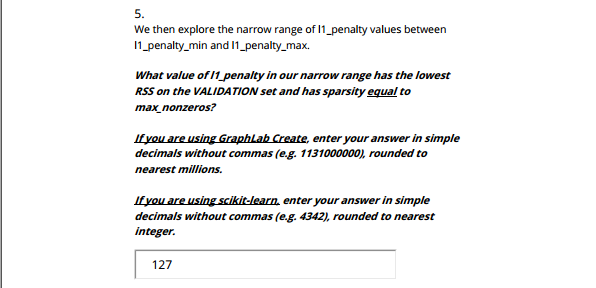 5.
We then explore the narrow range of l1_penalty values between
l1_penalty_min and l1_penalty_max.
What value of l1_penalty in our narrow range has the lowest
RSS on the VALIDATION set and has sparsity equal to
max_nonzeros?
If you are using GraphLab Create, enter your answer in simple
decimals without commas (e.g. 1131000000), rounded to
nearest millions.
If you are using scikit-learn, enter your answer in simple
decimals without commas (e.g. 4342), rounded to nearest
integer.
127